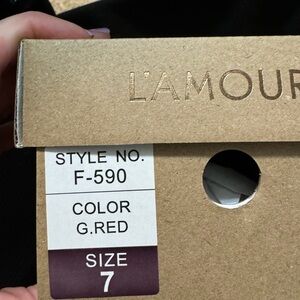 L'AMOUR
STYLE NO.
F-590
COLOR
G.RED
SIZE
7